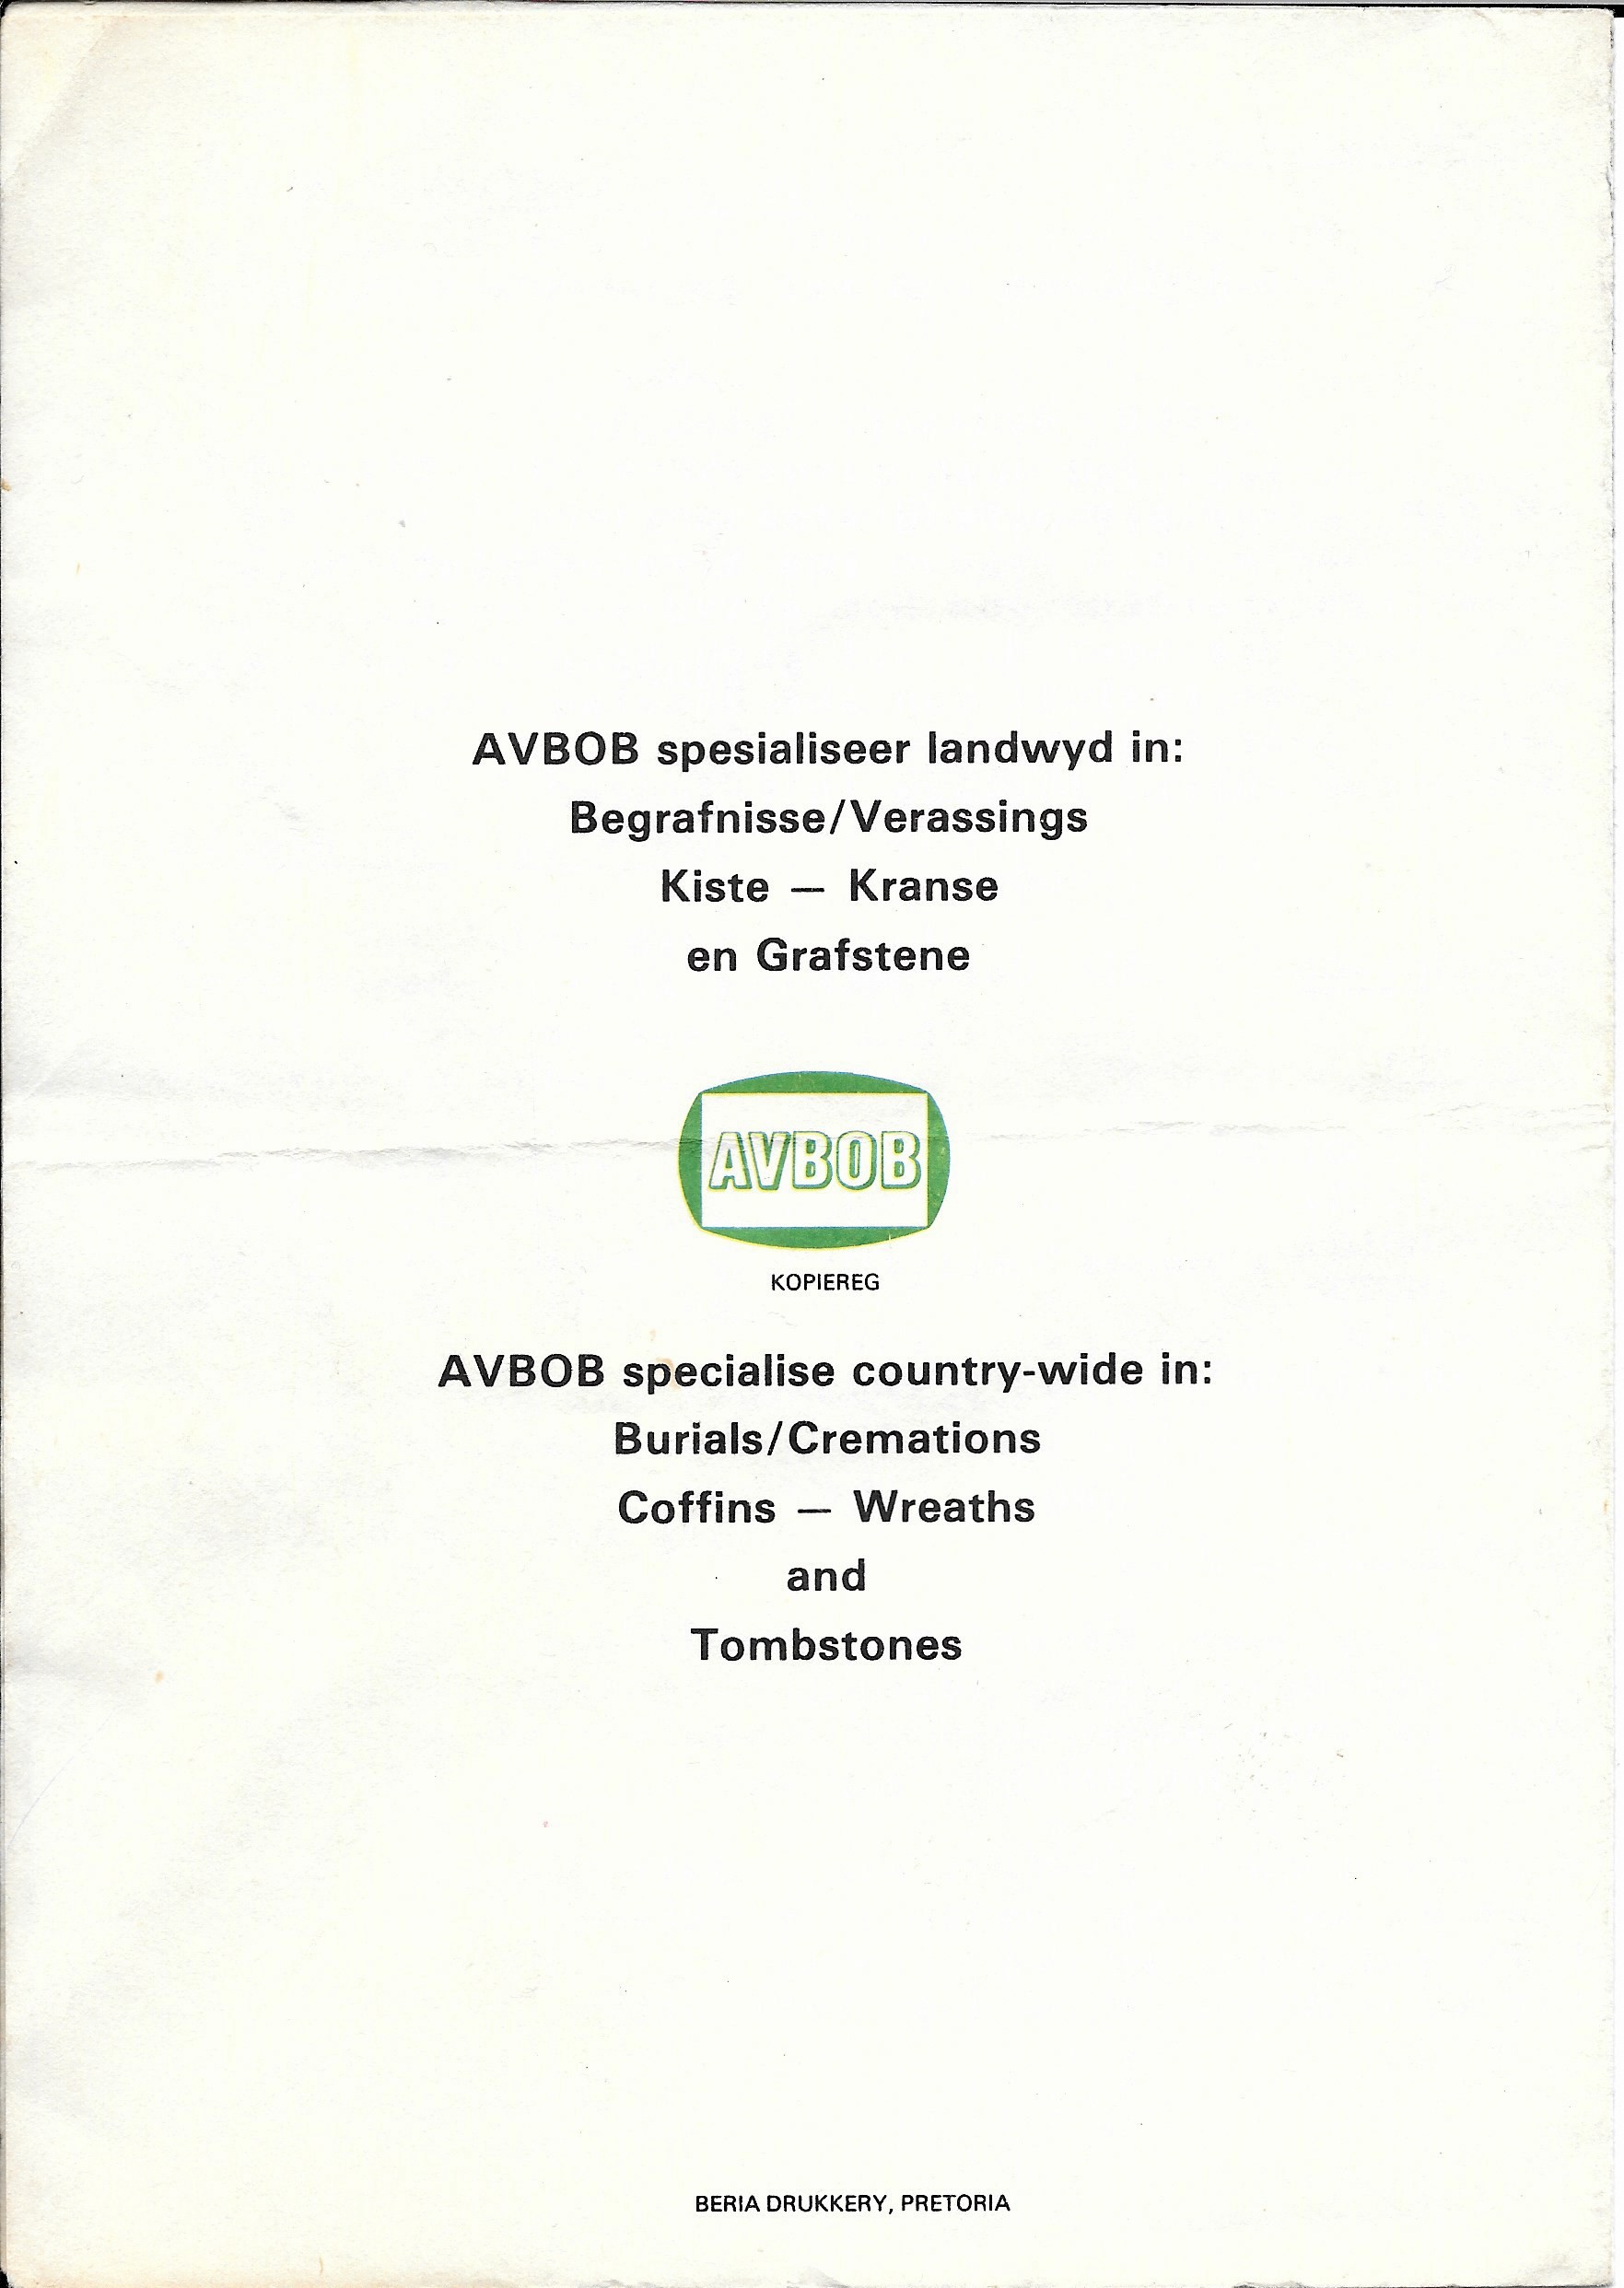 AVBOB spesialiseer landwyd in:
Begrafnisse/Verassings
Kiste — Kranse
en Grafstene
AVBOB
KOPIEREG
AVBOB specialise country-wide in:
Burials/Cremations
Coffins — Wreaths
and
Tombstones
BERIA DRUKKERY, PRETORIA